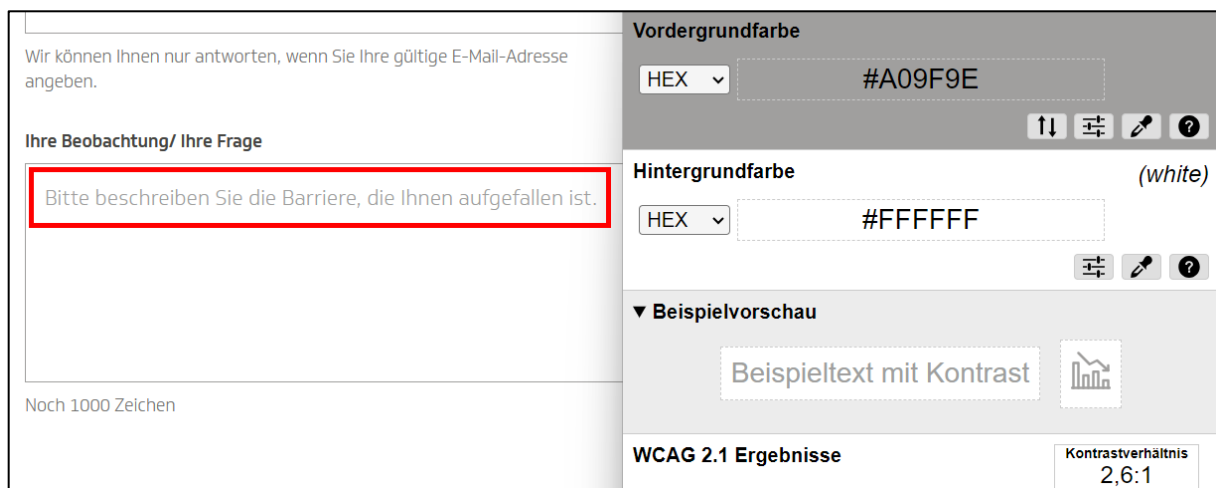 Wir können Ihnen nur antworten, wenn Sie Ihre gültige E-Mail-Adresse
angeben.
Ihre Beobachtung/ Ihre Frage
Bitte beschreiben Sie die Barriere, die Ihnen aufgefallen ist.
Noch 1000 Zeichen
Vordergrundfarbe
HEX
#A09F9E
Hintergrundfarbe
(white)
HEX
#FFFFFF
▼ Beispielvorschau
Beispieltext mit Kontrast
WCAG 2.1 Ergebnisse
Kontrastverhältnis
2,6:1